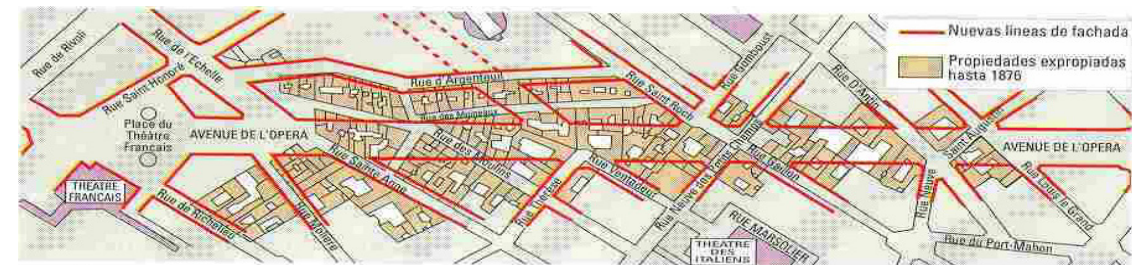 Nuevas líneas de fachada
Propiedades expropiadas
hasta 1876
Rue de Rivoli
Rue de l'Echelle
Rue Saint Honoré
Place du
Théâtre
Français
AVENUE DE L'OPERA
THEATRE
FRANCAIS
Rue de Richelieu
Rue Molière
Rue Sainte Anne
Rue d'Argenteuil
Rue des Moineaux
Rue des Moulins
Rue Thérèse
Rue Ventadour
Rue Saint Roch
Rue Gomboust
Rue Neuve des Petits Champs
Rue Gaillon
RUE MARSOLIER
THEATRE
DES
ITALIENS
Rue D'Antin
Rue Neuve
Saint Augustin
AVENUE DE L'OPERA
Rue Louis le Grand
Rue du Port-Mahon